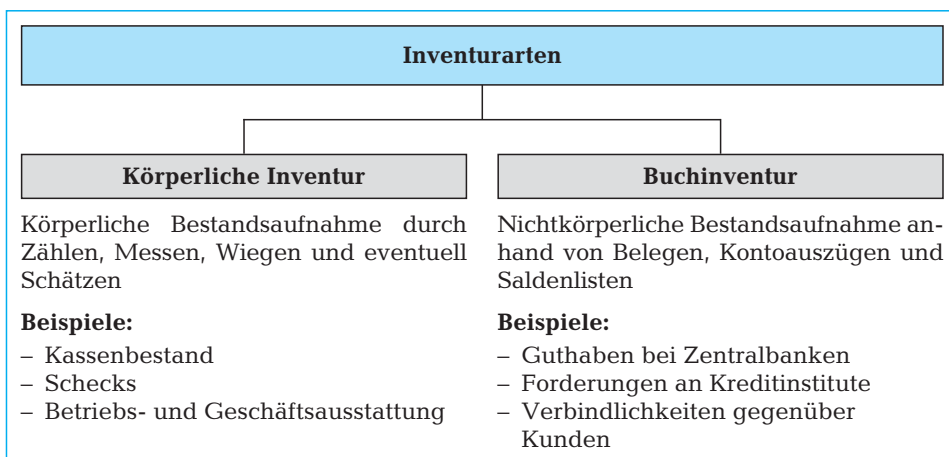 Inventurarten
Körperliche Inventur
Körperliche Bestandsaufnahme durch
Zählen, Messen, Wiegen und eventuell
Schätzen
Beispiele:
– Kassenbestand
– Schecks
– Betriebs- und Geschäftsausstattung
Buchinventur
Nichtkörperliche Bestandsaufnahme an-
hand von Belegen, Kontoauszügen und
Saldenlisten
Beispiele:
– Guthaben bei Zentralbanken
– Forderungen an Kreditinstitute
– Verbindlichkeiten gegenüber
Kunden